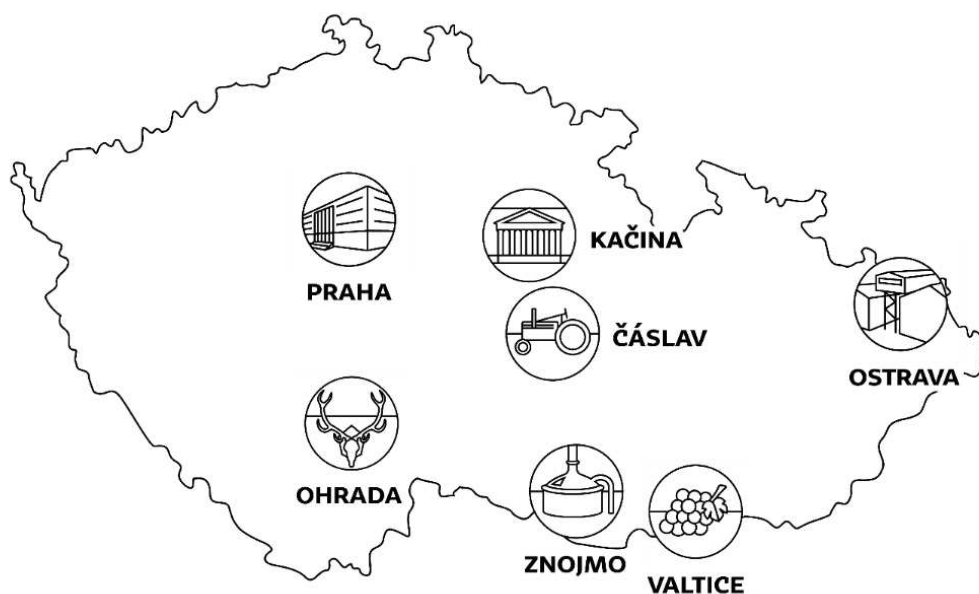 KAČINA
PRAHA
ČÁSLAV
OSTRAVA
OHRADA
ZNOJMO
VALTICE